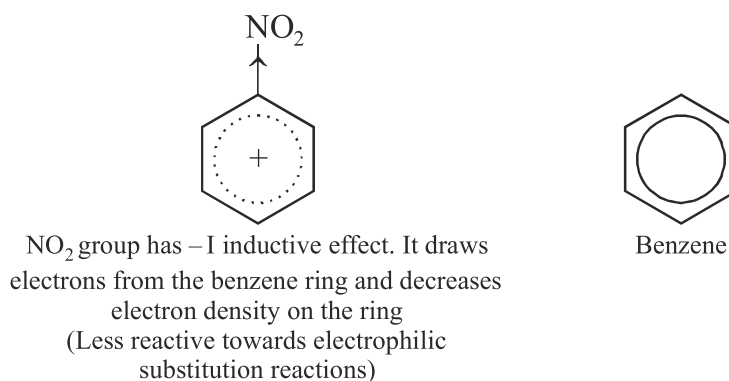 NO₂
+
NO₂ group has – I inductive effect. It draws
electrons from the benzene ring and decreases
electron density on the ring
(Less reactive towards electrophilic
substitution reactions)
Benzene